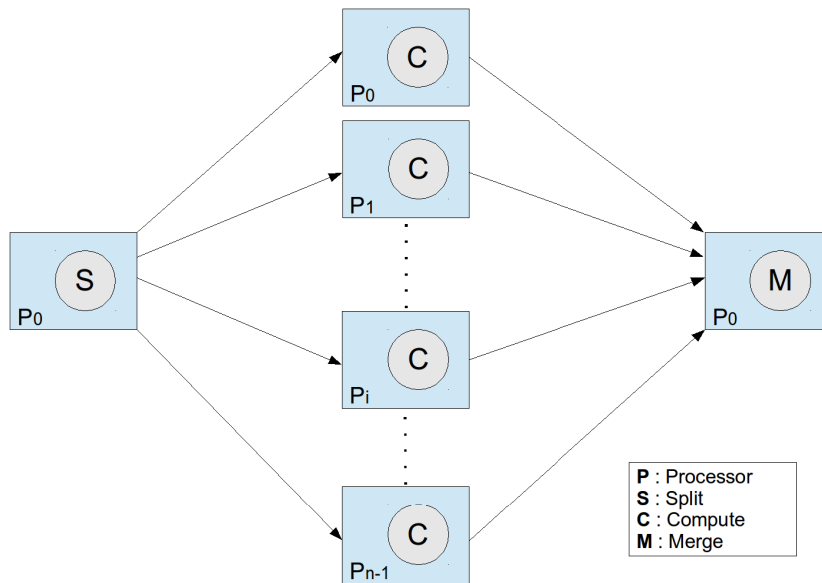 C
P0
C
P1
S
P0
M
P0
C
Pi
C
Pn-1
P : Processor
S : Split
C : Compute
M : Merge